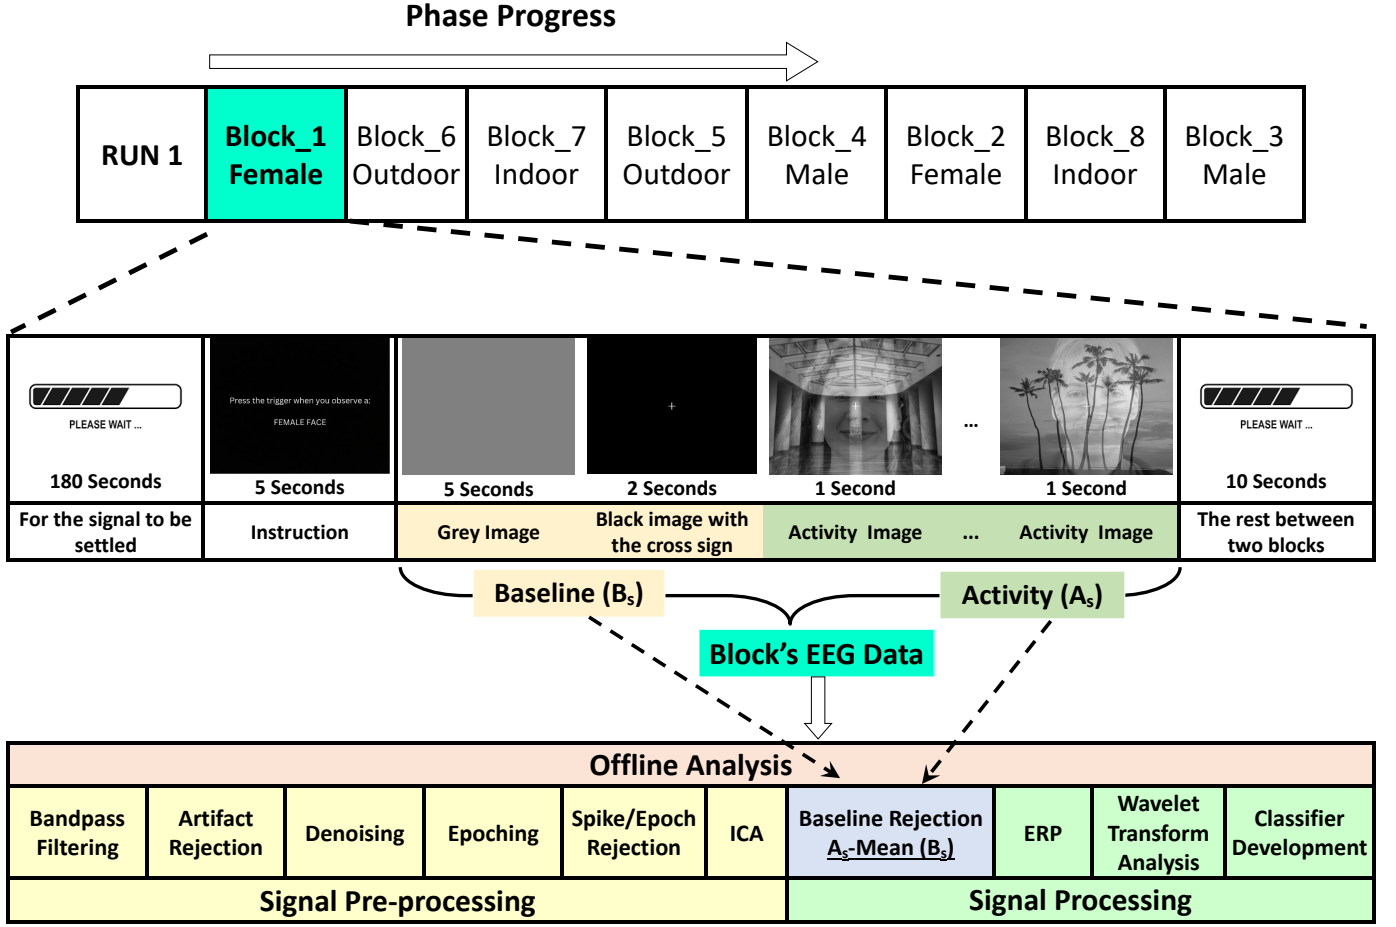 Phase Progress
RUN 1
Block_1
Female
Block_6
Outdoor
Block_7
Indoor
Block_5
Outdoor
Block_4
Male
Block_2
Female
Block_8
Indoor
Block_3
Male
PLEASE WAIT ...
180 Seconds
Press the trigger when you observe a:
FEMALE FACE
5 Seconds
5 Seconds
2 Seconds
1 Second
...
1 Second
PLEASE WAIT ...
10 Seconds
For the signal to be
settled
Instruction
Grey Image
Black image with
the cross sign
Activity Image
...
Activity Image
The rest between
two blocks
Baseline (Bs)
Activity (As)
Block's EEG Data
Offline Analysis
Bandpass
Filtering
Artifact
Rejection
Denoising
Epoching
Spike/Epoch
Rejection
ICA
Baseline Rejection
As-Mean (Bs)
ERP
Wavelet
Transform
Analysis
Classifier
Development
Signal Pre-processing
Signal Processing